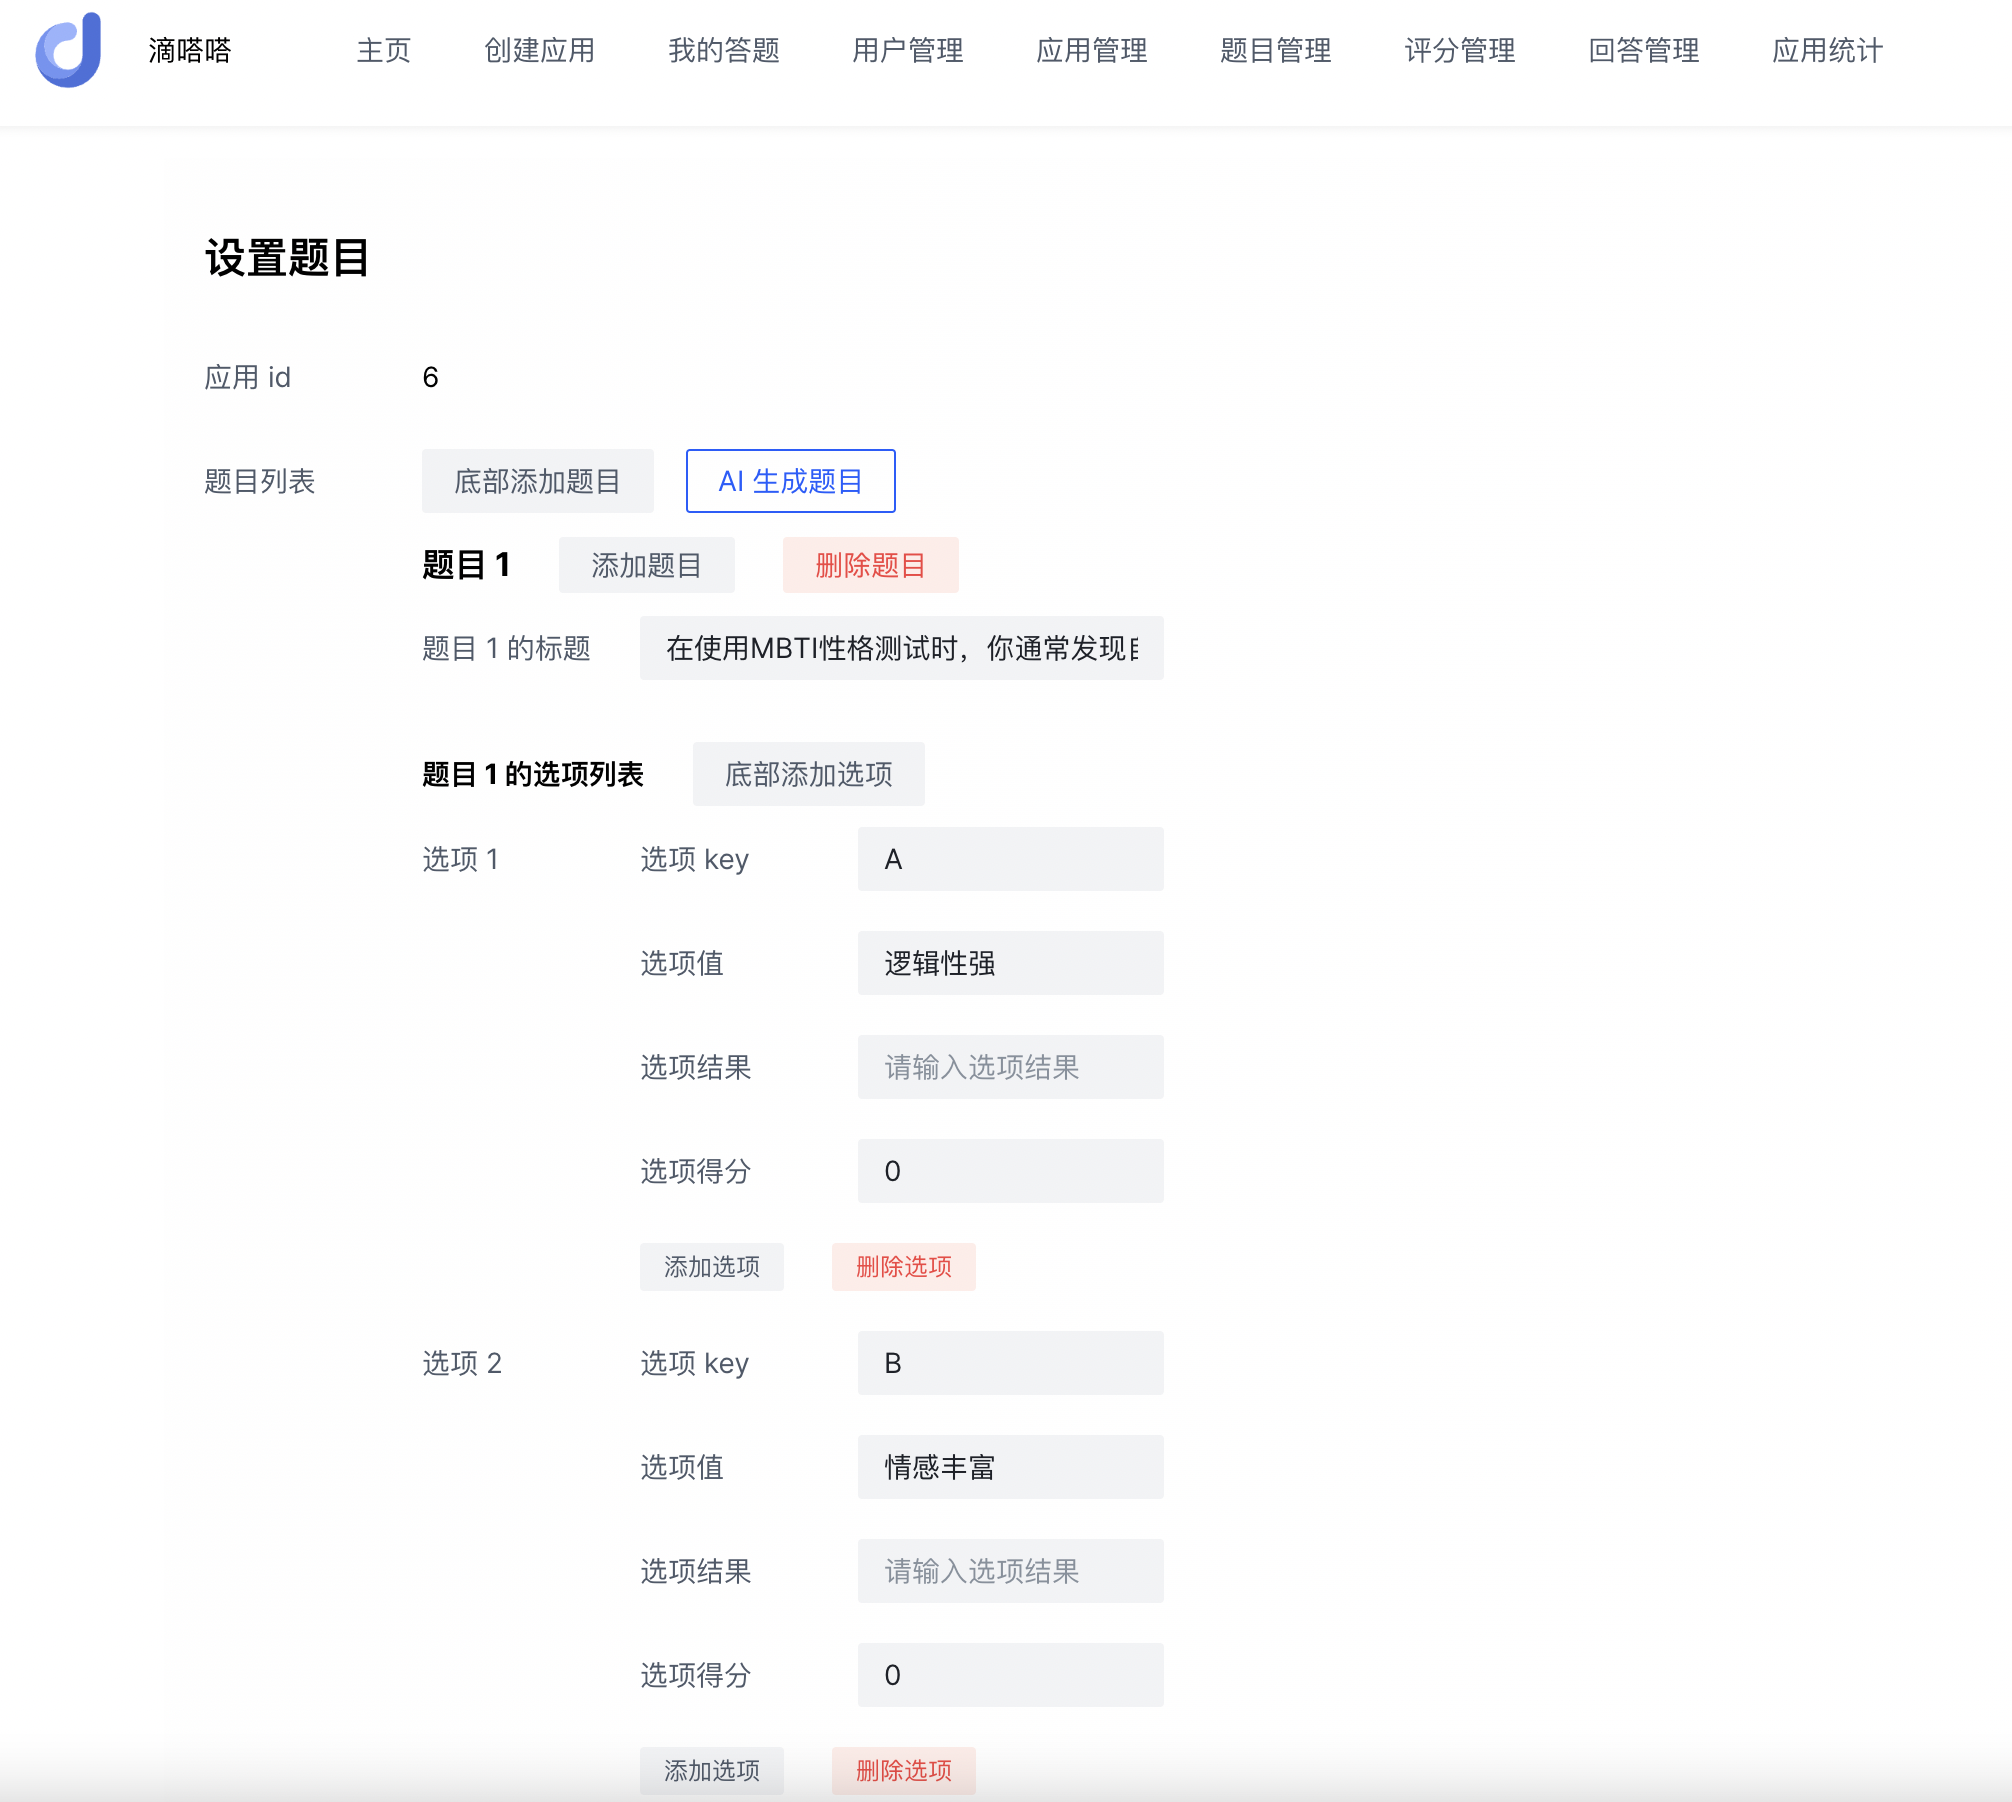 滴嗒嗒 主页 创建应用 我的答题 用户管理 应用管理 题目管理 评分管理 回答管理 应用统计
设置题目
应用 id 6
题目列表 底部添加题目 AI 生成题目
题目 1 添加题目 删除题目
题目 1 的标题 在使用MBTI性格测试时，你通常发现
题目 1 的选项列表 底部添加选项
选项 1 选项 key A
选项值 逻辑性强
选项结果 请输入选项结果
选项得分 0
添加选项 删除选项
选项 2 选项 key B
选项值 情感丰富
选项结果 请输入选项结果
选项得分 0
添加选项 删除选项